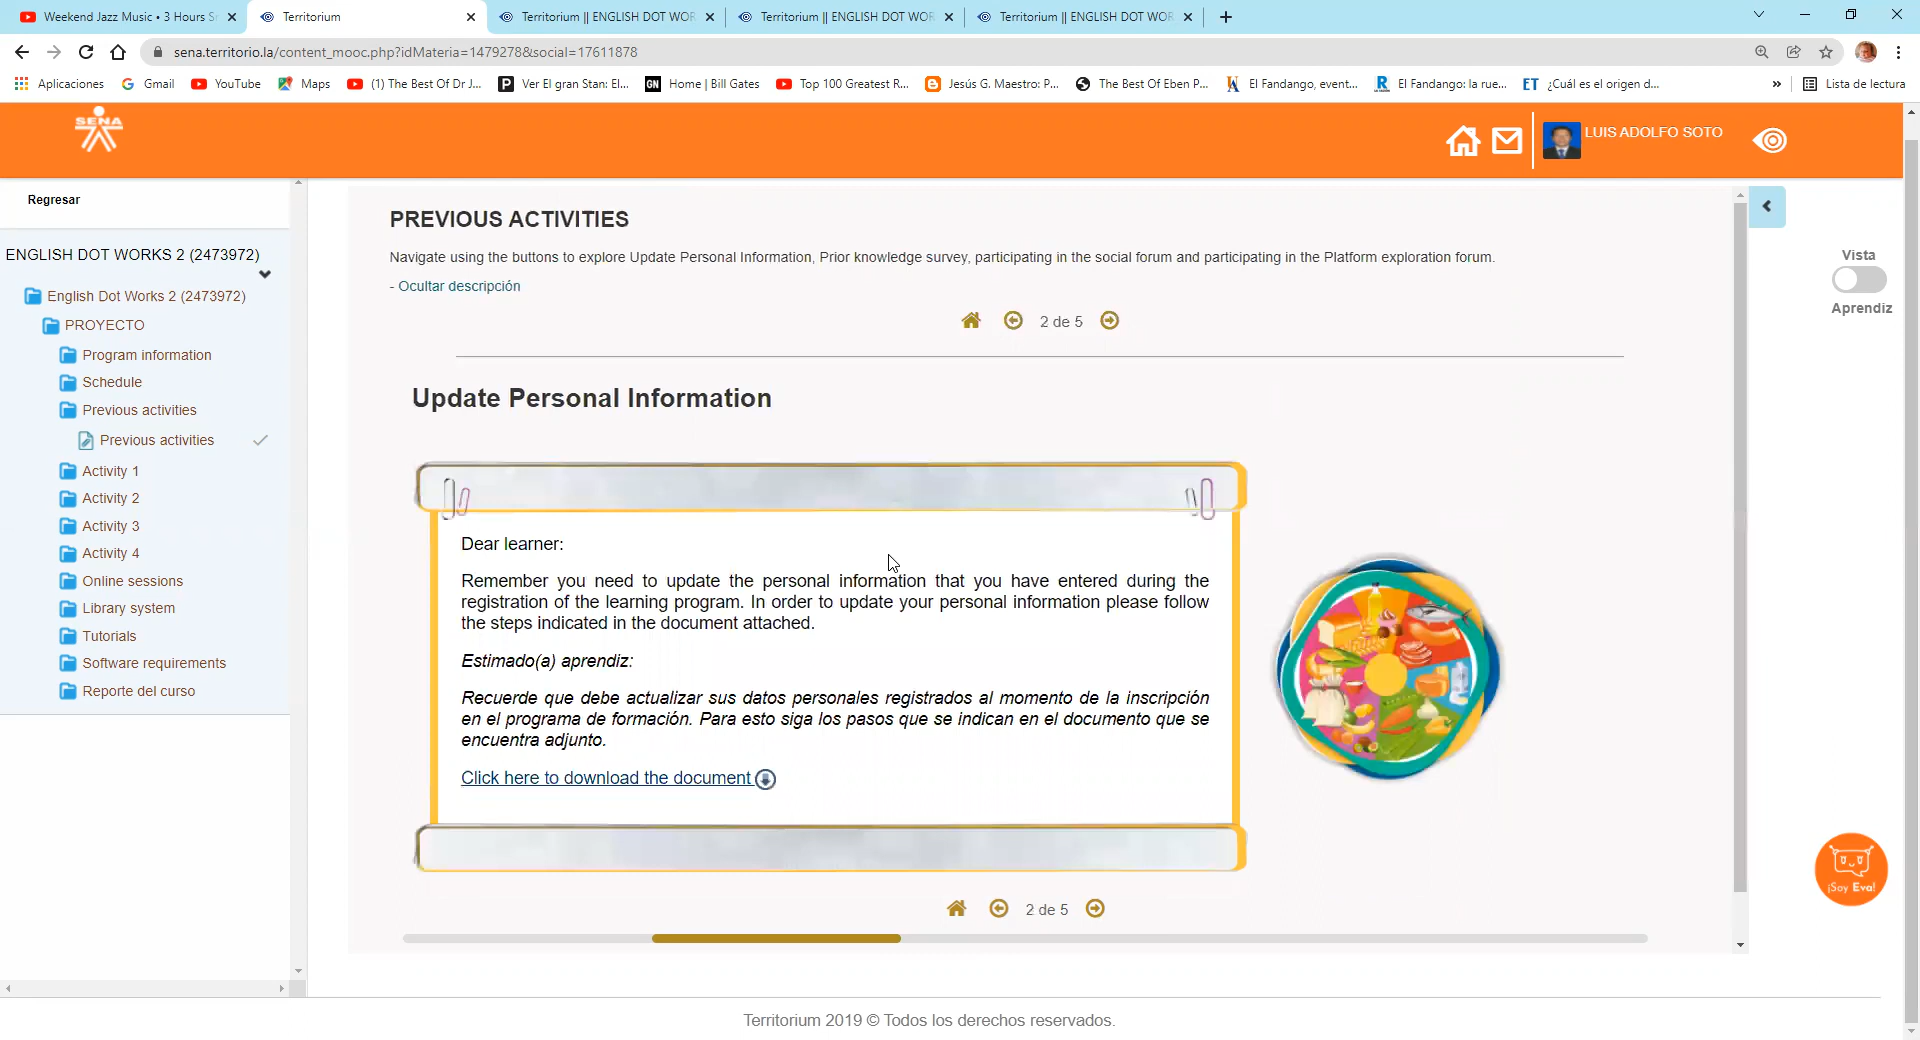 Weekend Jazz Music • 3 Hours Sr
Territorium
Territorium || ENGLISH DOT WOR
Territorium || ENGLISH DOT WOR
Territorium || ENGLISH DOT WOR
sena.territorio.la/content_mooc.php?idMateria=1479278&social=17611878
Aplicaciones
Gmail
YouTube
Maps
(1) The Best Of Dr J...
Ver El gran Stan: El...
GN Home | Bill Gates
Top 100 Greatest R...
Jesús G. Maestro: P...
The Best Of Eben P...
El Fandango, event...
El Fandango: la rue...
ET ¿Cuál es el origen d...
»
Lista de lectura
SENA
LUIS ADOLFO SOTO
Regresar
ENGLISH DOT WORKS 2 (2473972)
English Dot Works 2 (2473972)
PROYECTO
Program information
Schedule
Previous activities
Previous activities
Activity 1
Activity 2
Activity 3
Activity 4
Online sessions
Library system
Tutorials
Software requirements
Reporte del curso
PREVIOUS ACTIVITIES
Navigate using the buttons to explore Update Personal Information, Prior knowledge survey, participating in the social forum and participating in the Platform exploration forum.
- Ocultar descripción
2 de 5
Update Personal Information
Dear learner:
Remember you need to update the personal information that you have entered during the
registration of the learning program. In order to update your personal information please follow
the steps indicated in the document attached.
Estimado(a) aprendiz:
Recuerde que debe actualizar sus datos personales registrados al momento de la inscripción
en el programa de formación. Para esto siga los pasos que se indican en el documento que se
encuentra adjunto.
Click here to download the document
2 de 5
Vista
Aprendiz
¡Soy Eva!
Territorium 2019 © Todos los derechos reservados.